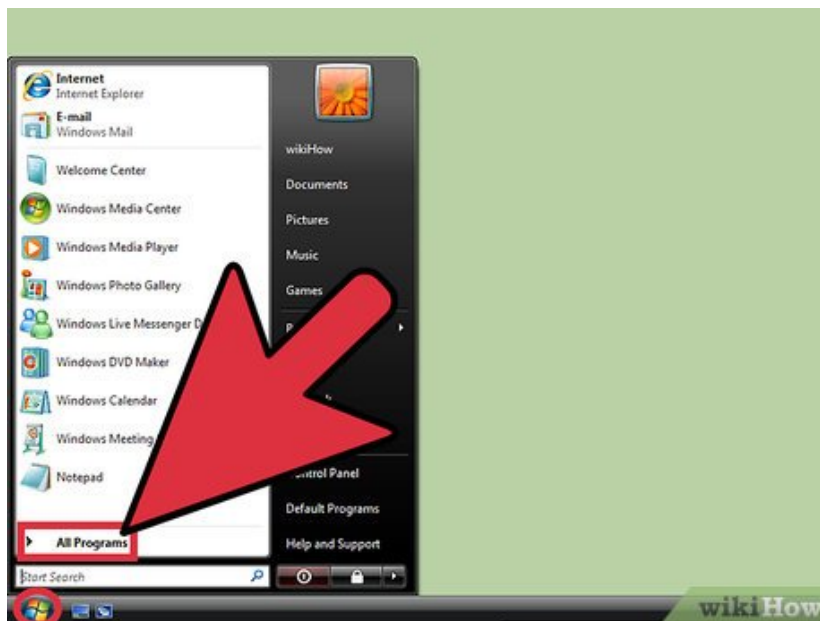 Internet
Internet Explorer
E-mail
Windows Mail
Welcome Center
Windows Media Center
Windows Media Player
Windows Photo Gallery
Windows Live Messenger
Windows DVD Maker
Windows Calendar
Windows Meeting
Notepad
All Programs
Start Search
wikiHow
Documents
Pictures
Music
Games
Control Panel
Default Programs
Help and Support
wikiHow